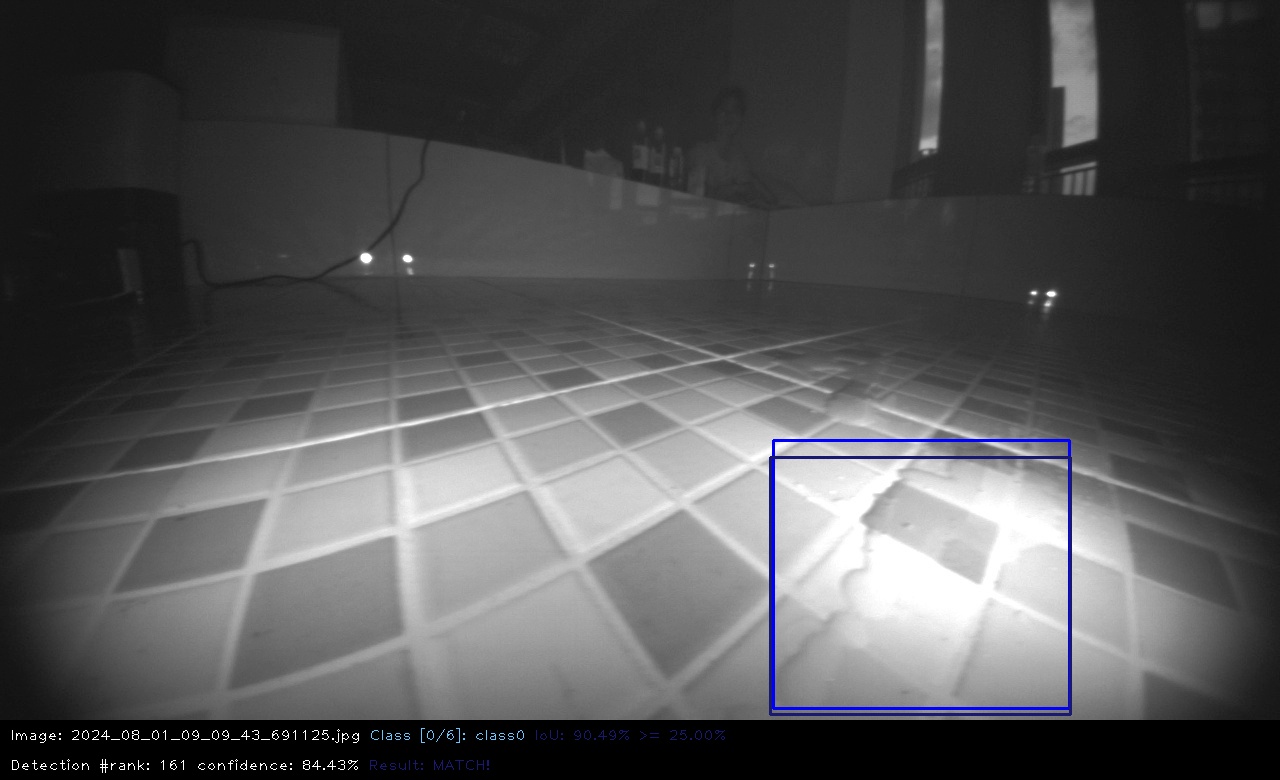 Image: 2024_08_01_09_09_43_691125.jpg Class [0/6]: class0 IoU: 90.49% >= 25.00%
Detection #rank: 161 confidence: 84.43% Result: MATCH!